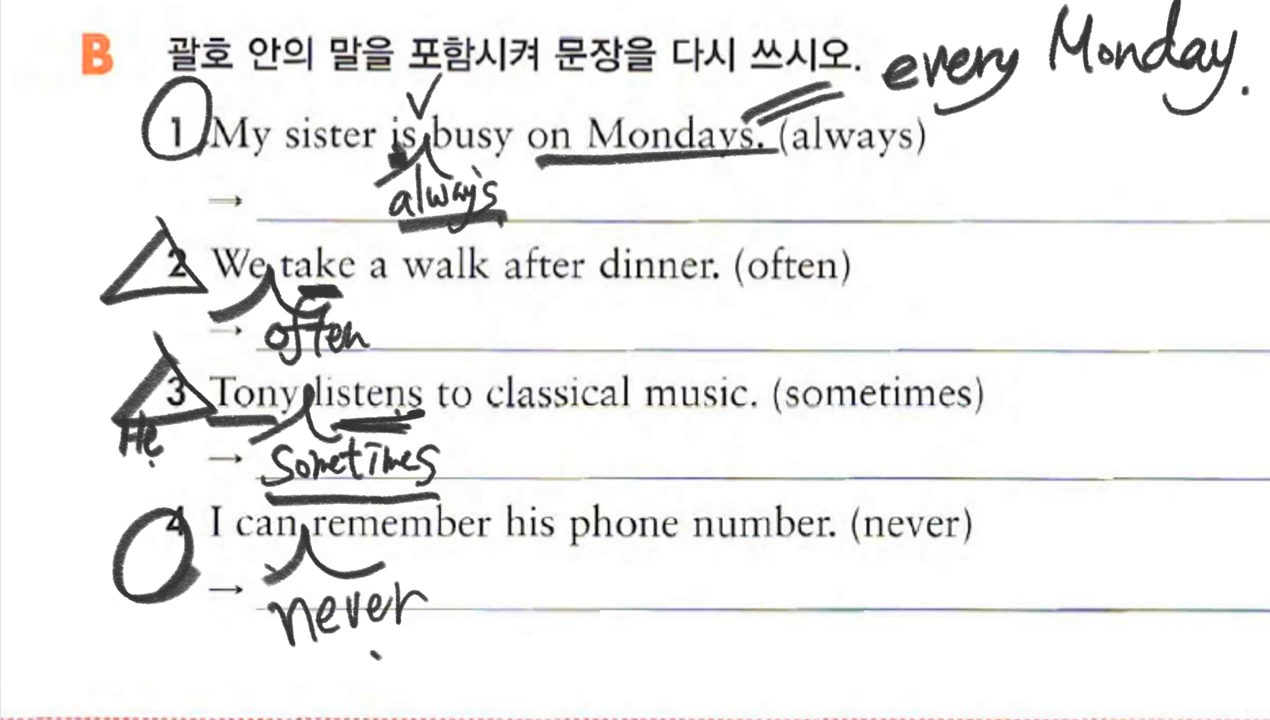 B 괄호 안의 말을 포함시켜 문장을 다시 쓰시오. every Monday.
1 My sister is busy on Mondays. (always)
→ always
2 We take a walk after dinner. (often)
→ often
3 Tony listens to classical music. (sometimes)
He
→ sometimes
4 I can remember his phone number. (never)
→ never